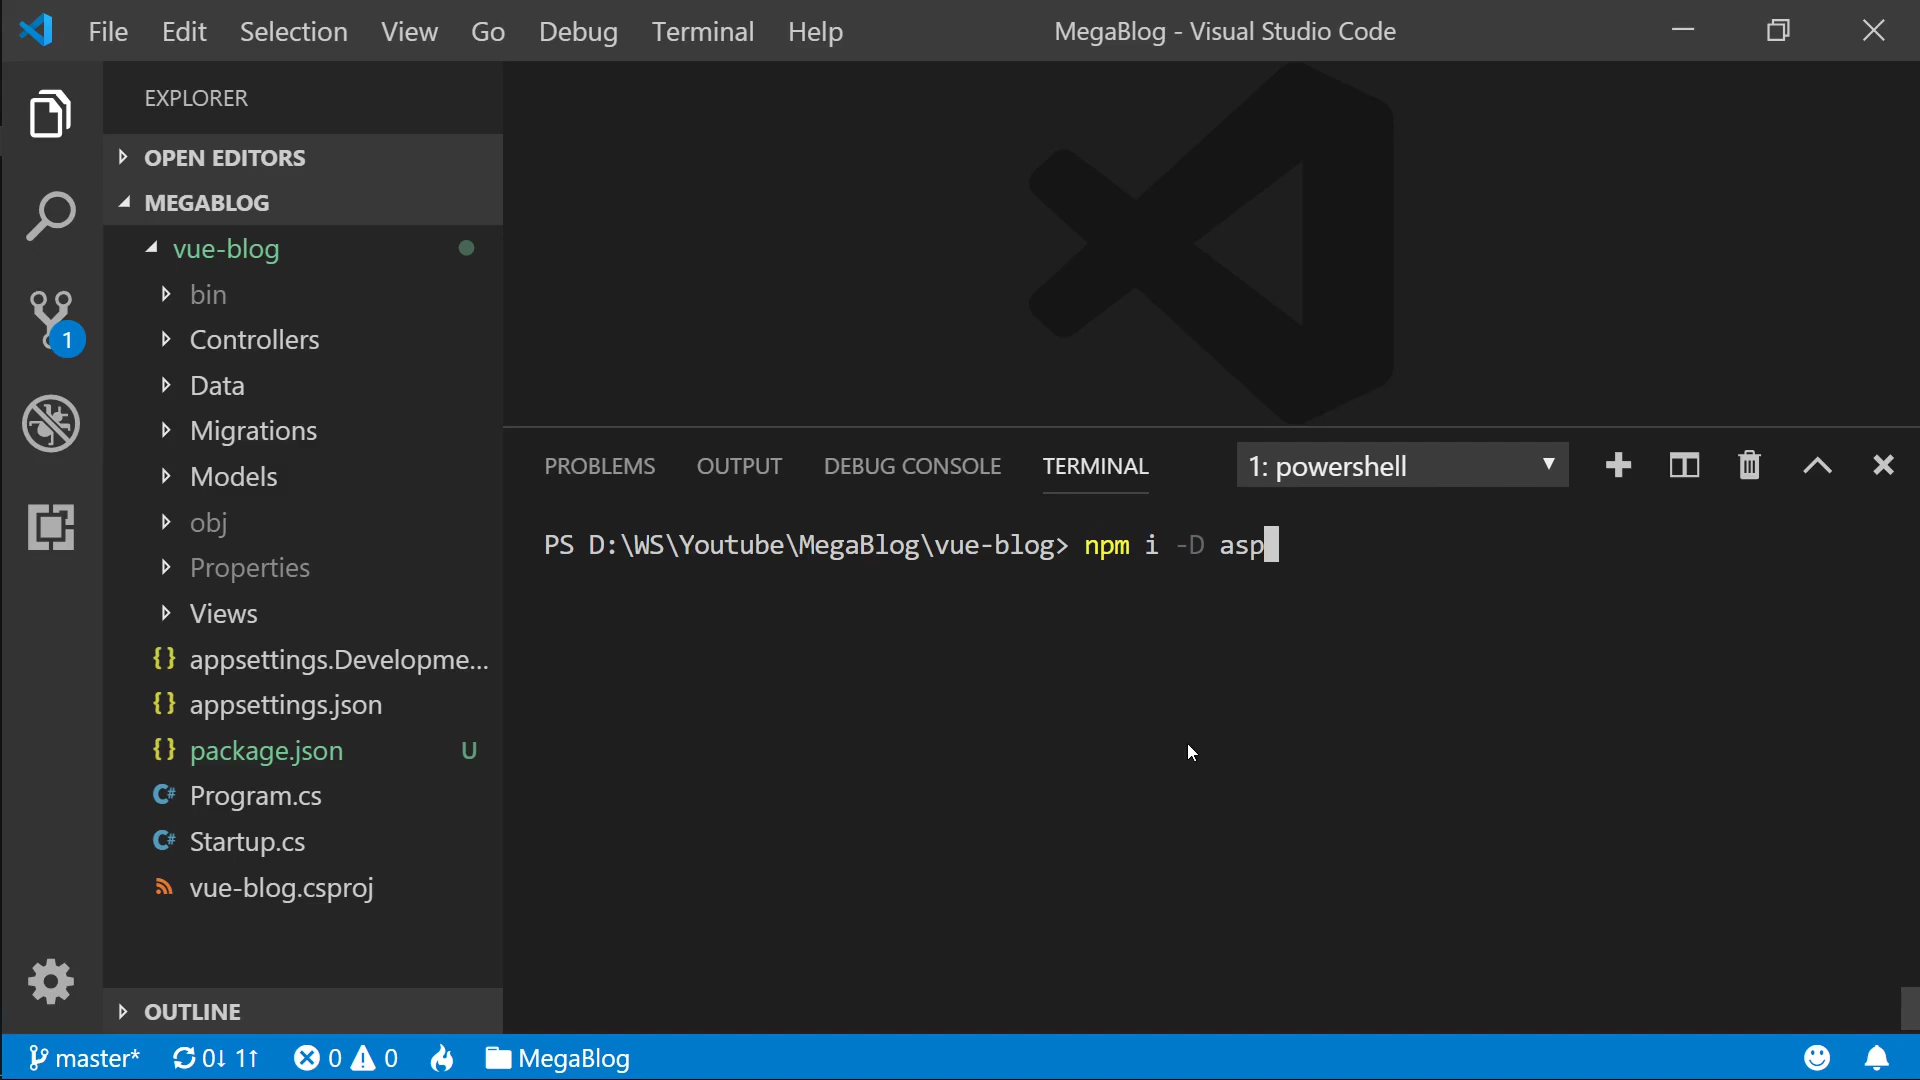 File Edit Selection View Go Debug Terminal Help MegaBlog - Visual Studio Code
EXPLORER
OPEN EDITORS
MEGABLOG
vue-blog
bin
Controllers
Data
1
Migrations
Models
obj
Properties
Views
appsettings.Developme...
appsettings.json
package.json U
Program.cs
Startup.cs
vue-blog.csproj
OUTLINE
PROBLEMS OUTPUT DEBUG CONSOLE TERMINAL 1: powershell
PS D:\WS\Youtube\MegaBlog\vue-blog> npm i -D asp
master* 0↓ 1↑ 0 0 MegaBlog